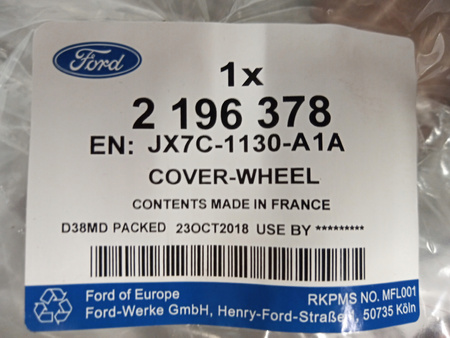 Ford
1x
2 196 378
EN: JX7C-1130-A1A
COVER-WHEEL
CONTENTS MADE IN FRANCE
D38MD PACKED 23OCT2018 USE BY *********
Ford of Europe
RKPMS NO. MFL001
Ford-Werke GmbH, Henry-Ford-Straße, 50735 Köln